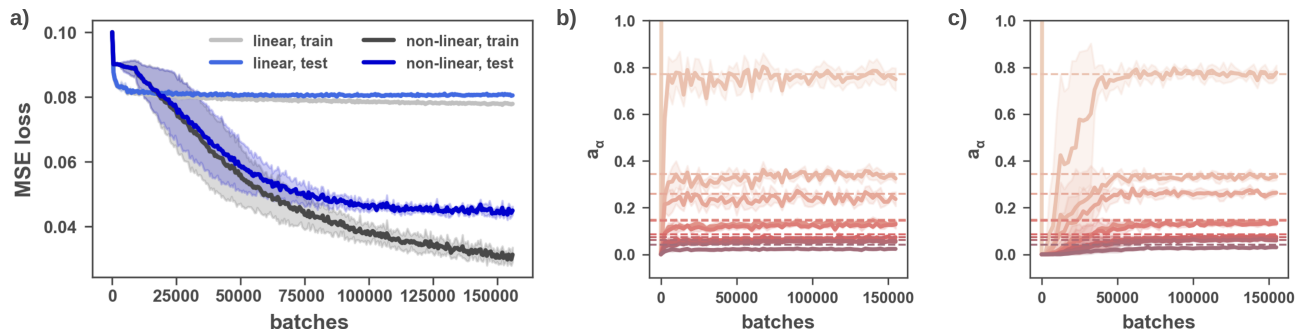 a)
MSE loss
0.10
0.08
0.06
0.04
linear, train
linear, test
non-linear, train
non-linear, test
0 25000 50000 75000 100000 125000 150000
batches
b)
a_α
1.0
0.8
0.6
0.4
0.2
0.0
0 50000 100000 150000
batches
c)
a_α
1.0
0.8
0.6
0.4
0.2
0.0
0 50000 100000 150000
batches